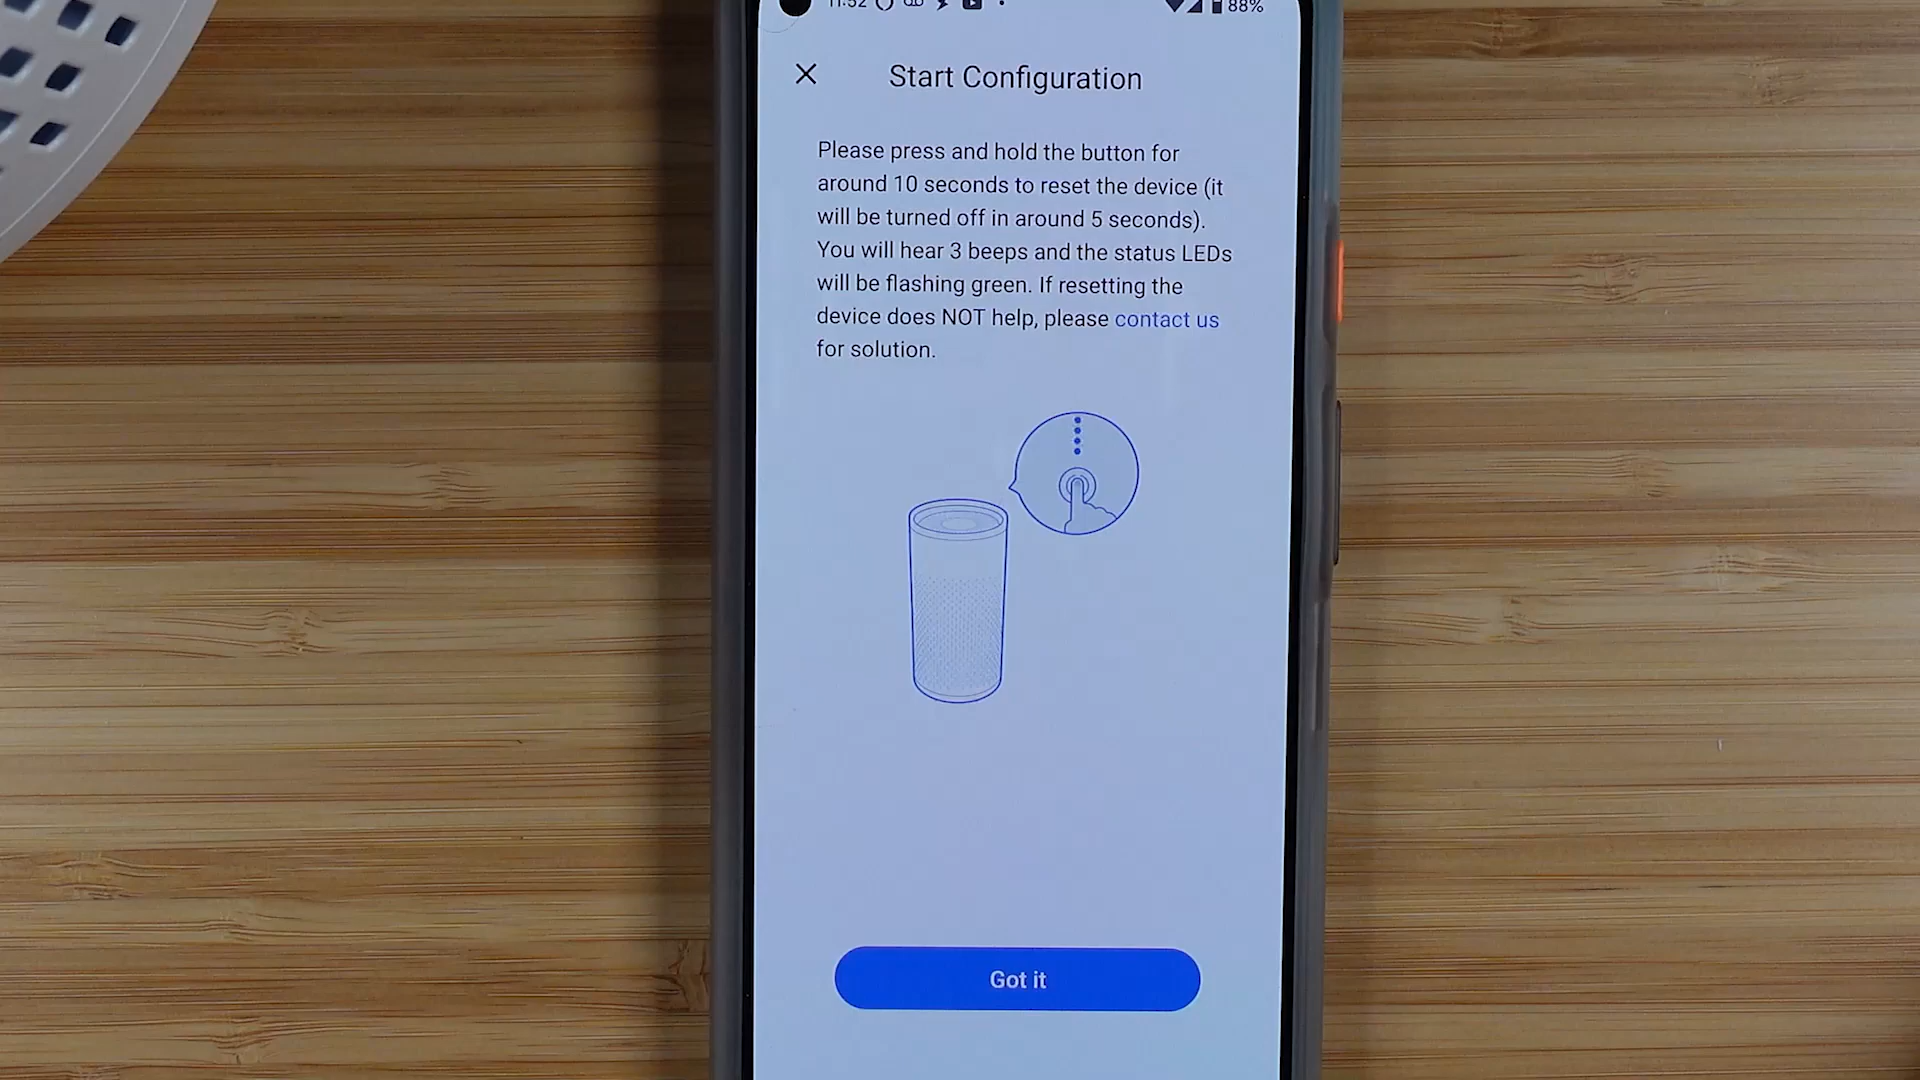 11:52 88%
Start Configuration
Please press and hold the button for
around 10 seconds to reset the device (it
will be turned off in around 5 seconds).
You will hear 3 beeps and the status LEDs
will be flashing green. If resetting the
device does NOT help, please contact us
for solution.
Got it